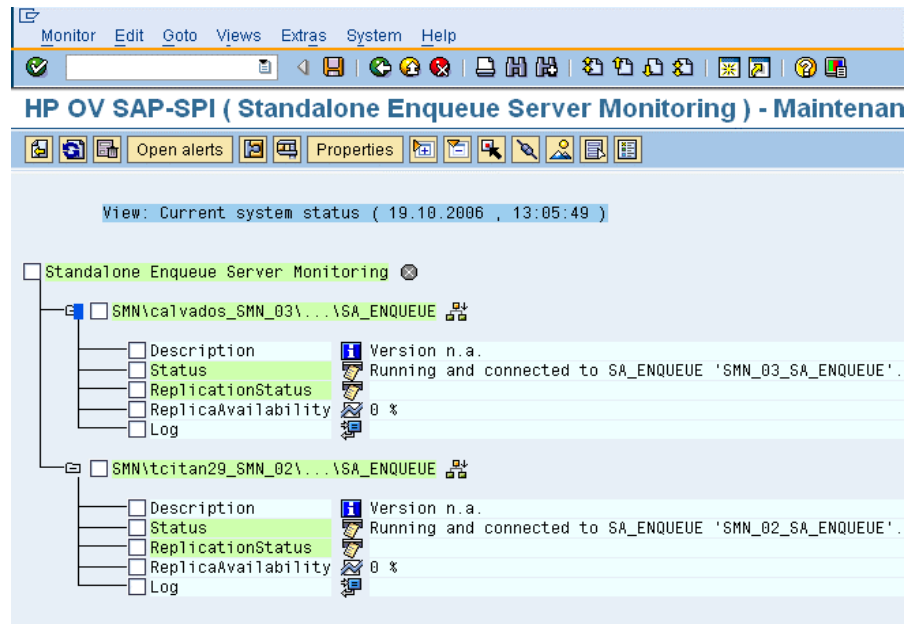 Monitor Edit Goto Views Extras System Help
HP OV SAP-SPI ( Standalone Enqueue Server Monitoring ) - Maintenan
Open alerts Properties
View: Current system status ( 19.10.2006 , 13:05:49 )
Standalone Enqueue Server Monitoring
SMN\calvados_SMN_03\...\SA_ENQUEUE
Description Version n.a.
Status Running and connected to SA_ENQUEUE 'SMN_03_SA_ENQUEUE'.
ReplicationStatus
ReplicaAvailability 0 %
Log
SMN\tcitan29_SMN_02\...\SA_ENQUEUE
Description Version n.a.
Status Running and connected to SA_ENQUEUE 'SMN_02_SA_ENQUEUE'.
ReplicationStatus
ReplicaAvailability 0 %
Log